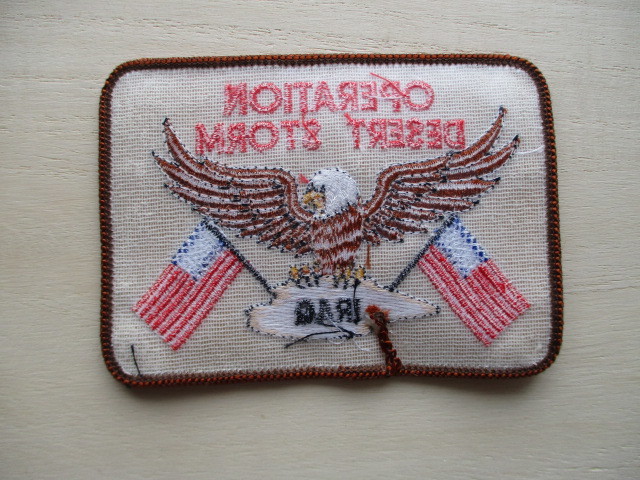 OPERATION
DESERT STORM
IRAQ